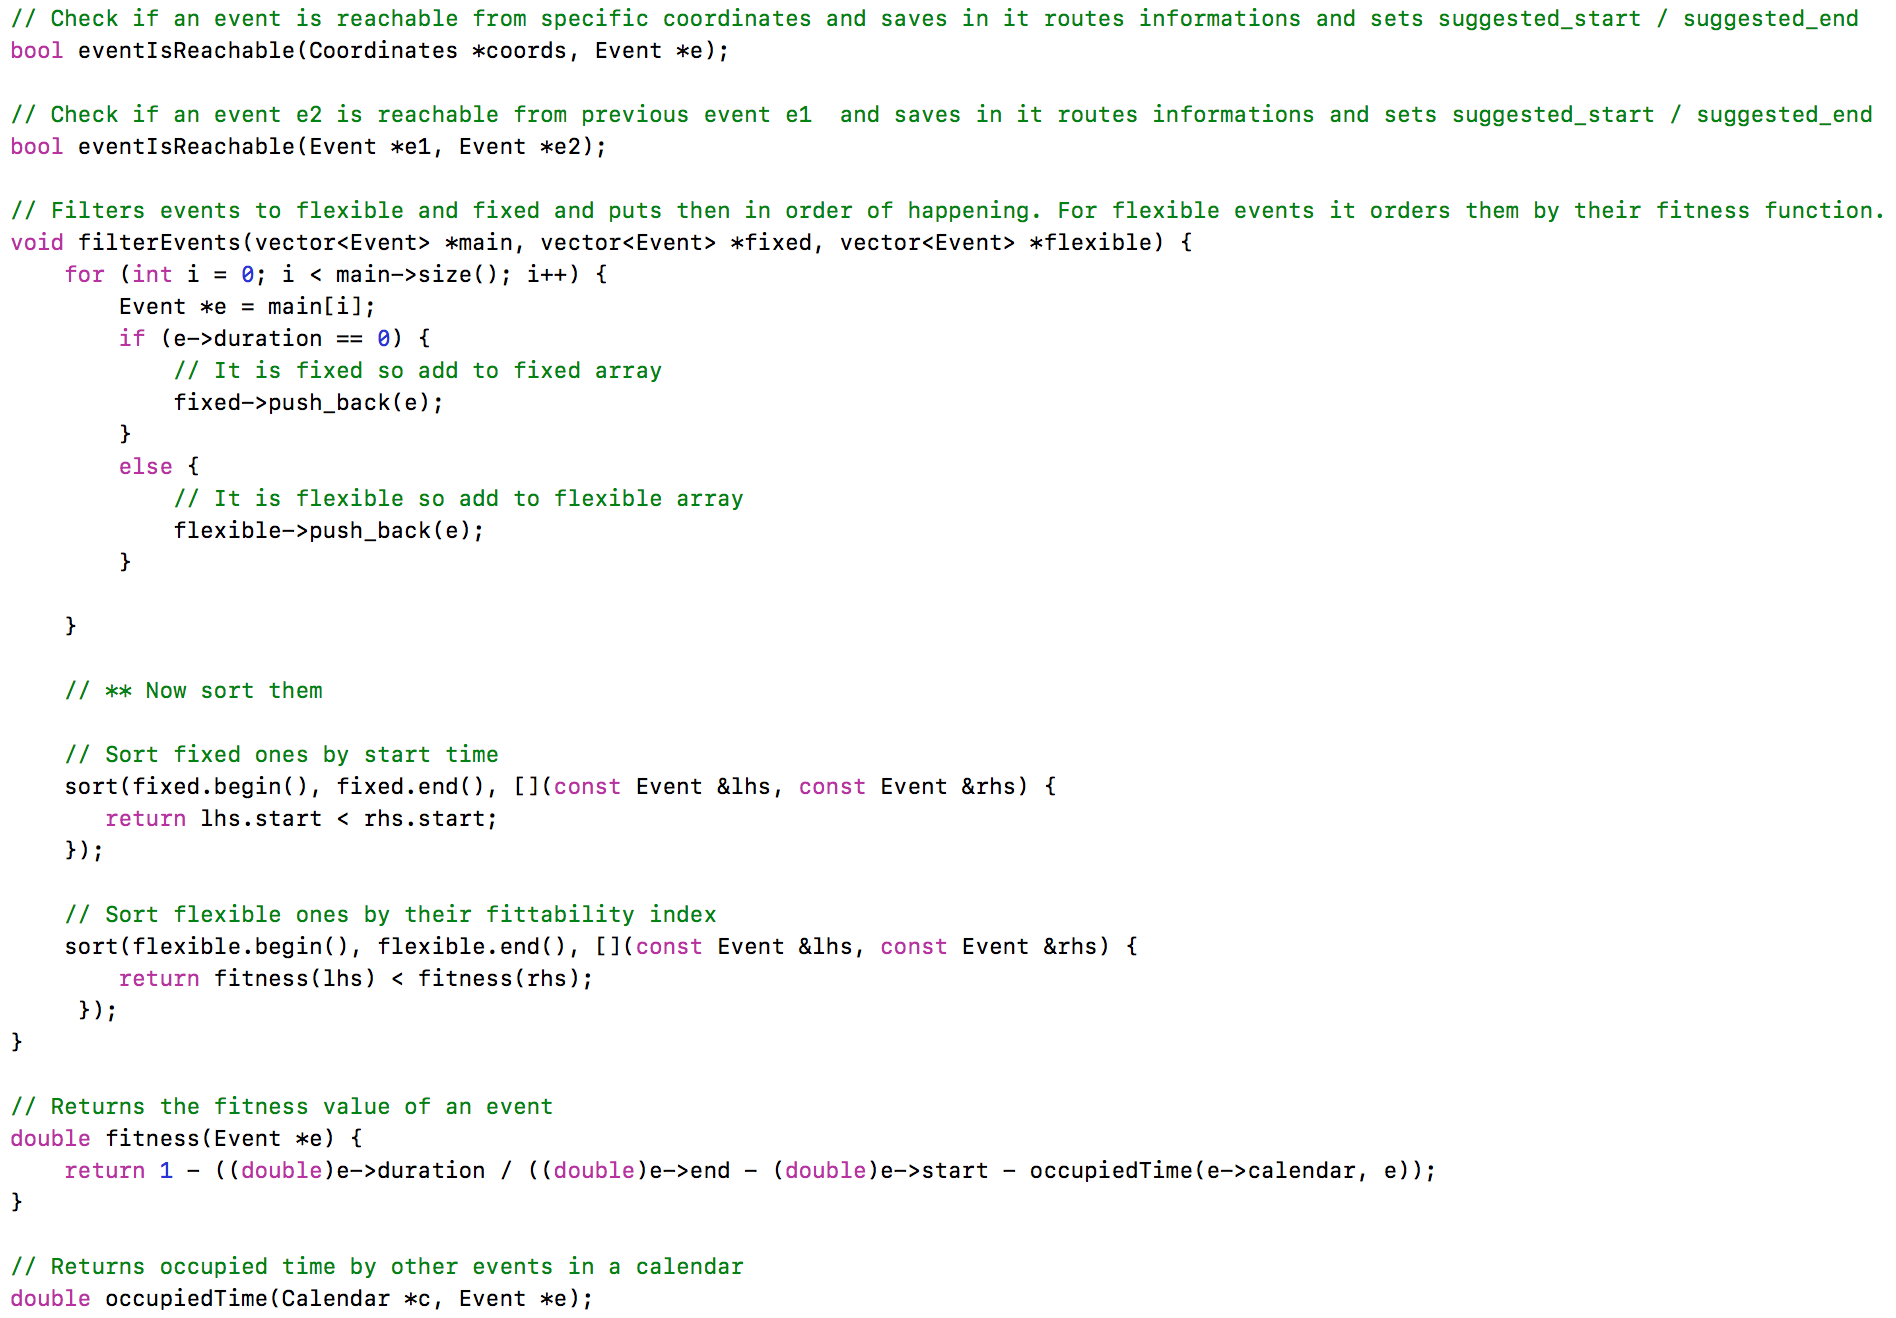 // Check if an event is reachable from specific coordinates and saves in it routes informations and sets suggested_start / suggested_end
bool eventIsReachable(Coordinates *coords, Event *e);
// Check if an event e2 is reachable from previous event e1  and saves in it routes informations and sets suggested_start / suggested_end
bool eventIsReachable(Event *e1, Event *e2);
// Filters events to flexible and fixed and puts then in order of happening. For flexible events it orders them by their fitness function.
void filterEvents(vector<Event> *main, vector<Event> *fixed, vector<Event> *flexible) {
    for (int i = 0; i < main->size(); i++) {
        Event *e = main[i];
        if (e->duration == 0) {
            // It is fixed so add to fixed array
            fixed->push_back(e);
        }
        else {
            // It is flexible so add to flexible array
            flexible->push_back(e);
        }
    }
    // ** Now sort them
    // Sort fixed ones by start time
    sort(fixed.begin(), fixed.end(), [](const Event &lhs, const Event &rhs) {
       return lhs.start < rhs.start;
    });
    // Sort flexible ones by their fittability index
    sort(flexible.begin(), flexible.end(), [](const Event &lhs, const Event &rhs) {
        return fitness(lhs) < fitness(rhs);
     });
}
// Returns the fitness value of an event
double fitness(Event *e) {
    return 1 - ((double)e->duration / ((double)e->end - (double)e->start - occupiedTime(e->calendar, e));
}
// Returns occupied time by other events in a calendar
double occupiedTime(Calendar *c, Event *e);